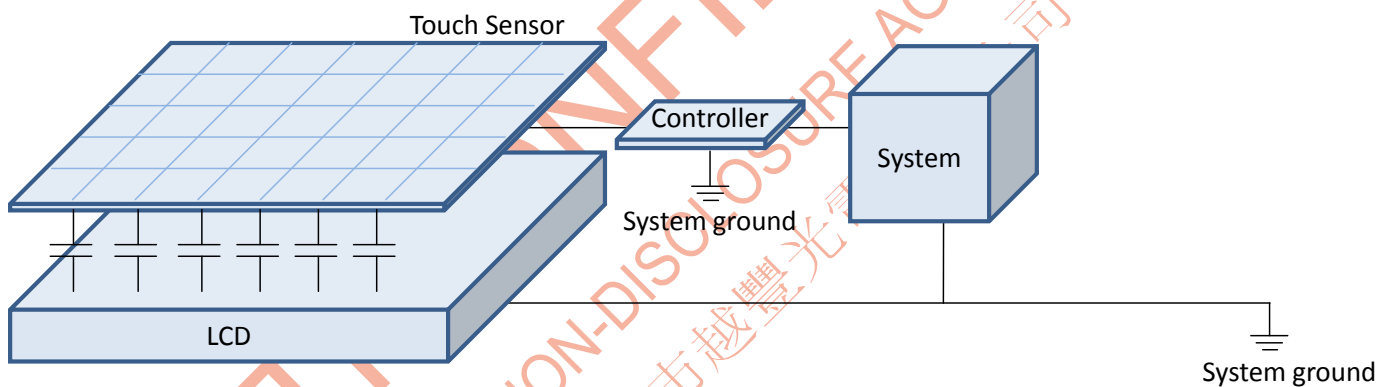 Touch Sensor
Controller
System
System ground
LCD
System ground